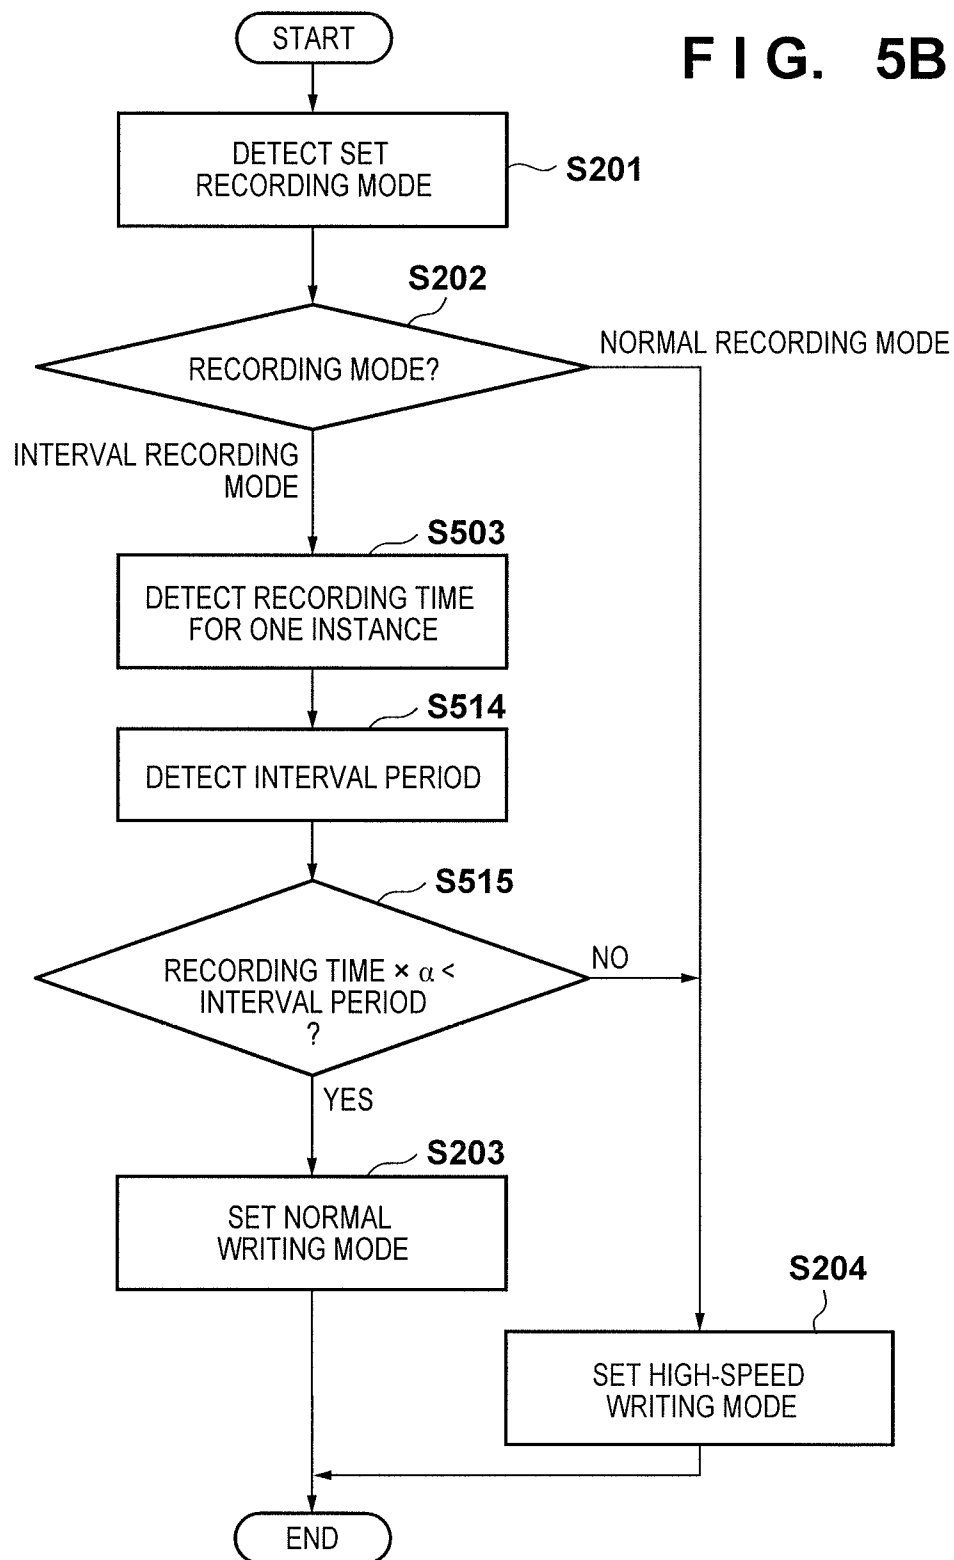 START
F I G. 5B
DETECT SET
RECORDING MODE
S201
S202
RECORDING MODE?
NORMAL RECORDING MODE
INTERVAL RECORDING
MODE
S503
DETECT RECORDING TIME
FOR ONE INSTANCE
S514
DETECT INTERVAL PERIOD
S515
RECORDING TIME × α <
INTERVAL PERIOD
?
NO
YES
S203
SET NORMAL
WRITING MODE
S204
SET HIGH-SPEED
WRITING MODE
END